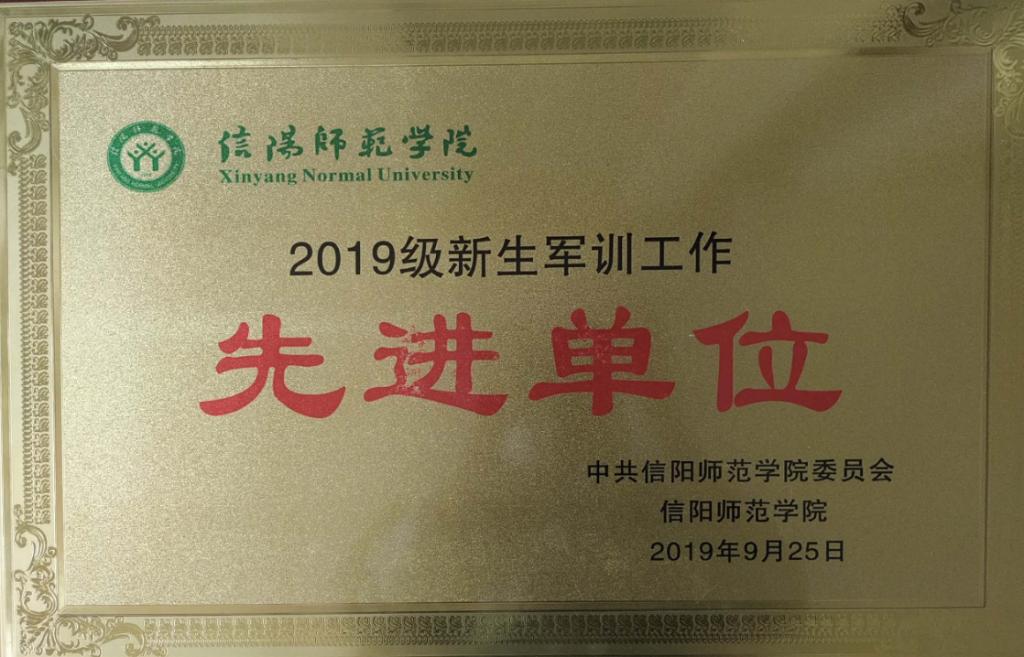 信陽師範學院
Xinyang Normal University
2019级新生军训工作
先进单位
中共信阳师范学院委员会
信阳师范学院
2019年9月25日